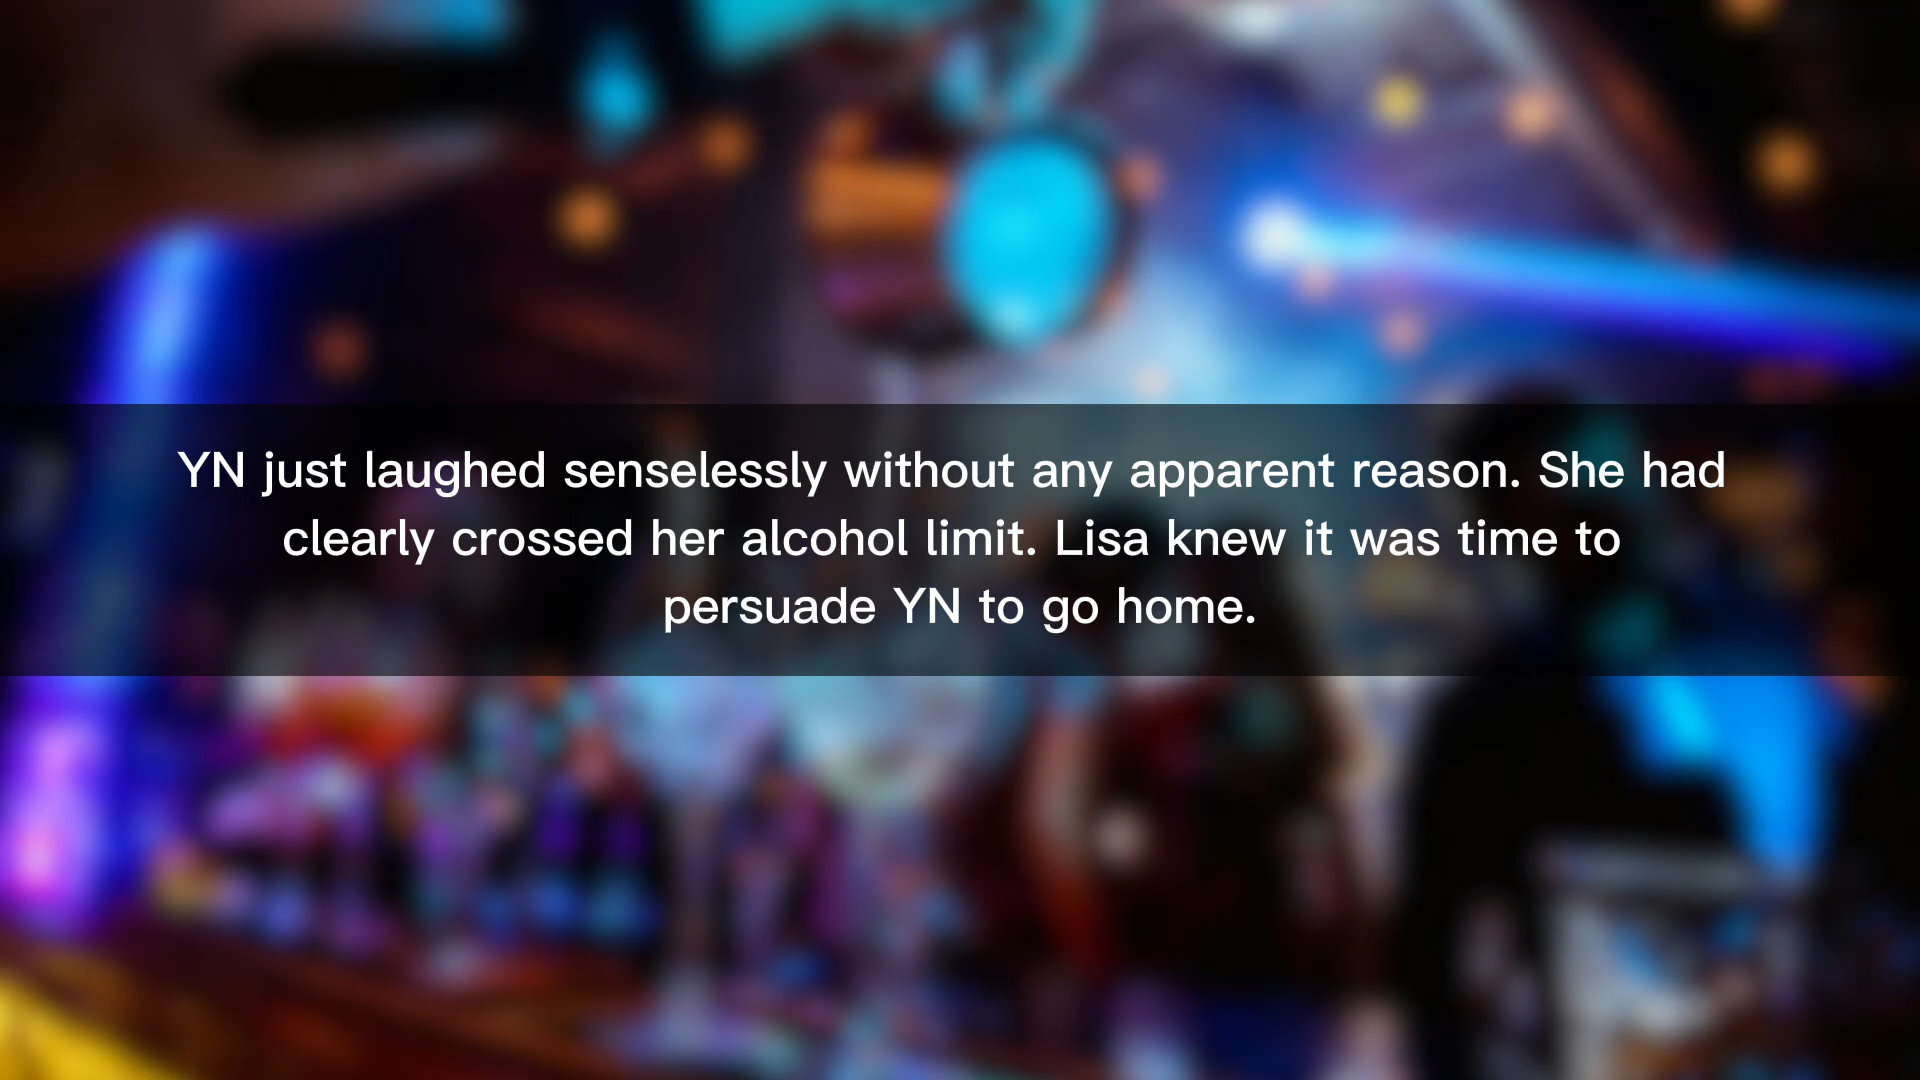 YN just laughed senselessly without any apparent reason. She had
clearly crossed her alcohol limit. Lisa knew it was time to
persuade YN to go home.